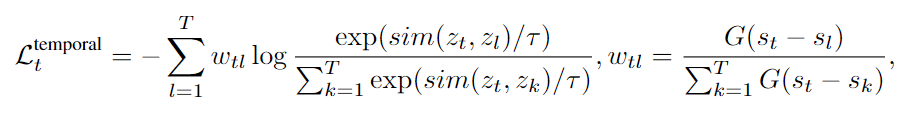 \mathcal{L}_t^{\text{temporal}} = -\sum_{l=1}^{T} w_{tl} \log \frac{\exp(sim(z_t, z_l)/\tau)}{\sum_{k=1}^{T} \exp(sim(z_t, z_k)/\tau)}, w_{tl} = \frac{G(s_t - s_l)}{\sum_{k=1}^{T} G(s_t - s_k)},